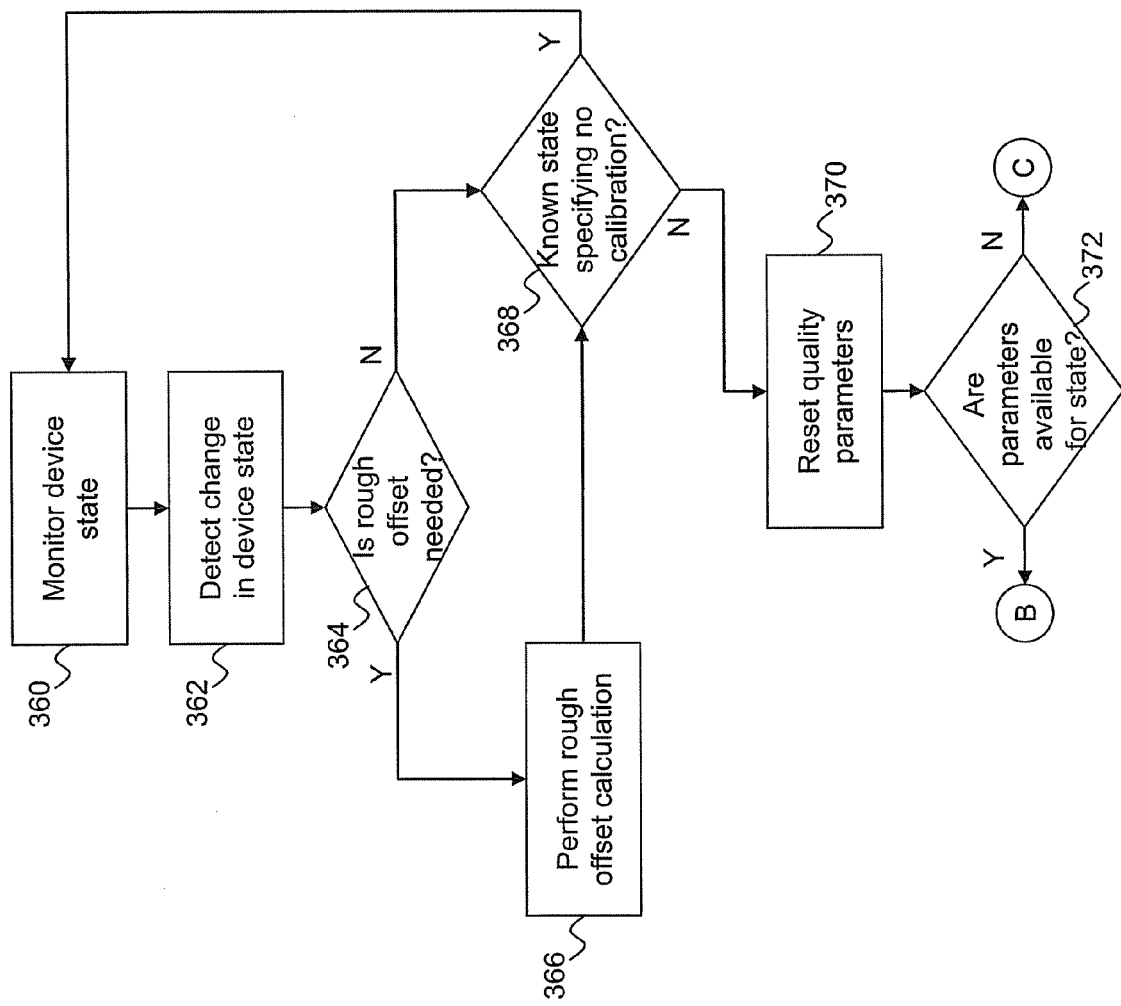 360
Monitor device
state
362
Detect change
in device state
364
Is rough
offset
needed?
Y
N
366
Perform rough
offset calculation
368
Known state
specifying no
calibration?
Y
N
370
Reset quality
parameters
372
Are
parameters
available
for state?
Y
N
B
C